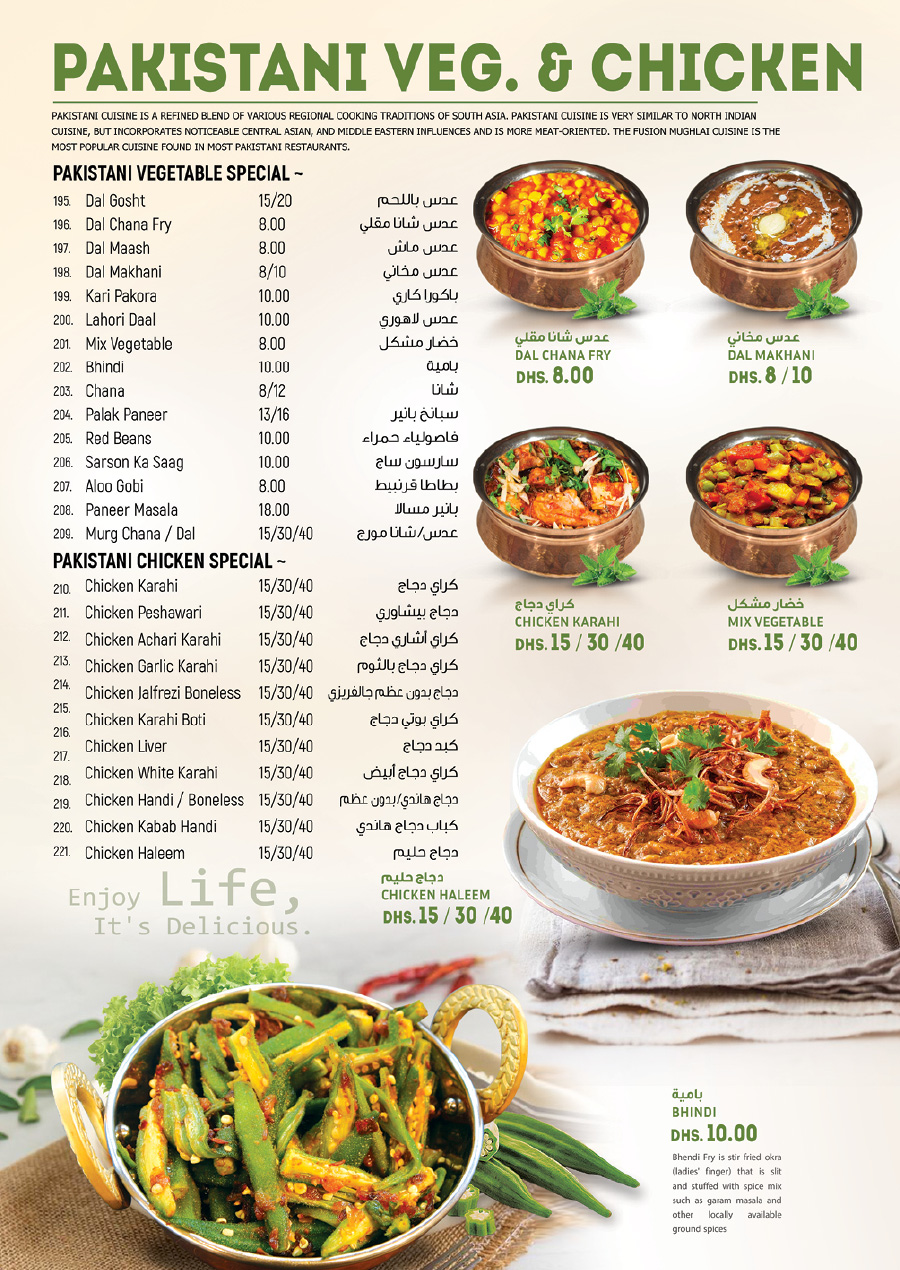 PAKISTANI VEG. & CHICKEN
PAKISTANI CUISINE IS A REFINED BLEND OF VARIOUS REGIONAL COOKING TRADITIONS OF SOUTH ASIA. PAKISTANI CUISINE IS VERY SIMILAR TO NORTH INDIAN
CUISINE, BUT INCORPORATES NOTICEABLE CENTRAL ASIAN, AND MIDDLE EASTERN INFLUENCES AND IS MORE MEAT-ORIENTED. THE FUSION MUGHLAI CUISINE IS THE
MOST POPULAR CUISINE FOUND IN MOST PAKISTANI RESTAURANTS.
PAKISTANI VEGETABLE SPECIAL ~
195. Dal Gosht 15/20 عدس باللحم
196. Dal Chana Fry 8.00 عدس شانا مقلي
197. Dal Maash 8.00 عدس ماش
198. Dal Makhani 8/10 عدس مخاني
199. Kari Pakora 10.00 باكورا كاري
200. Lahori Daal 10.00 عدس لاهوري
201. Mix Vegetable 8.00 خضار مشكل
202. Bhindi 10.00 بامية
203. Chana 8/12 شانا
204. Palak Paneer 13/16 سبانخ بانير
205. Red Beans 10.00 فاصولياء حمراء
206. Sarson Ka Saag 10.00 سارسون ساج
207. Aloo Gobi 8.00 بطاطا قرنبيط
208. Paneer Masala 18.00 بانير مسالا
209. Murg Chana / Dal 15/30/40 عدس/شانا مورج
PAKISTANI CHICKEN SPECIAL ~
210. Chicken Karahi 15/30/40 كراي دجاج
211. Chicken Peshawari 15/30/40 دجاج بيشاوري
212. Chicken Achari Karahi 15/30/40 كراي أشاري دجاج
213. Chicken Garlic Karahi 15/30/40 كراي دجاج بالثوم
214. Chicken Jalfrezi Boneless 15/30/40 دجاج بدون عظم جالفريزي
215. Chicken Karahi Boti 15/30/40 كراي بوتي دجاج
216. Chicken Liver 15/30/40 كبد دجاج
217. Chicken White Karahi 15/30/40 كراي دجاج أبيض
218. Chicken Handi / Boneless 15/30/40 دجاج هاندي/بدون عظم
219. Chicken Kabab Handi 15/30/40 كباب دجاج هاندي
220. Chicken Haleem 15/30/40 دجاج حليم
221.
عدس شانا مقلي
DAL CHANA FRY
DHS. 8.00
عدس مخاني
DAL MAKHANI
DHS. 8 / 10
كراي دجاج
CHICKEN KARAHI
DHS. 15 / 30 /40
خضار مشكل
MIX VEGETABLE
DHS. 15 / 30 /40
دجاج حليم
CHICKEN HALEEM
DHS. 15 / 30 /40
Enjoy Life,
It's Delicious.
بامية
BHINDI
DHS. 10.00
Bhendi Fry is stir fried okra
(ladies' finger) that is slit
and stuffed with spice mix
such as garam masala and
other locally available
ground spices